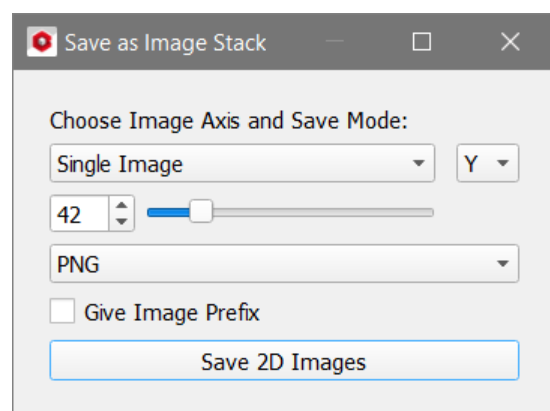 Save as Image Stack
Choose Image Axis and Save Mode:
Single Image Y
42
PNG
Give Image Prefix
Save 2D Images